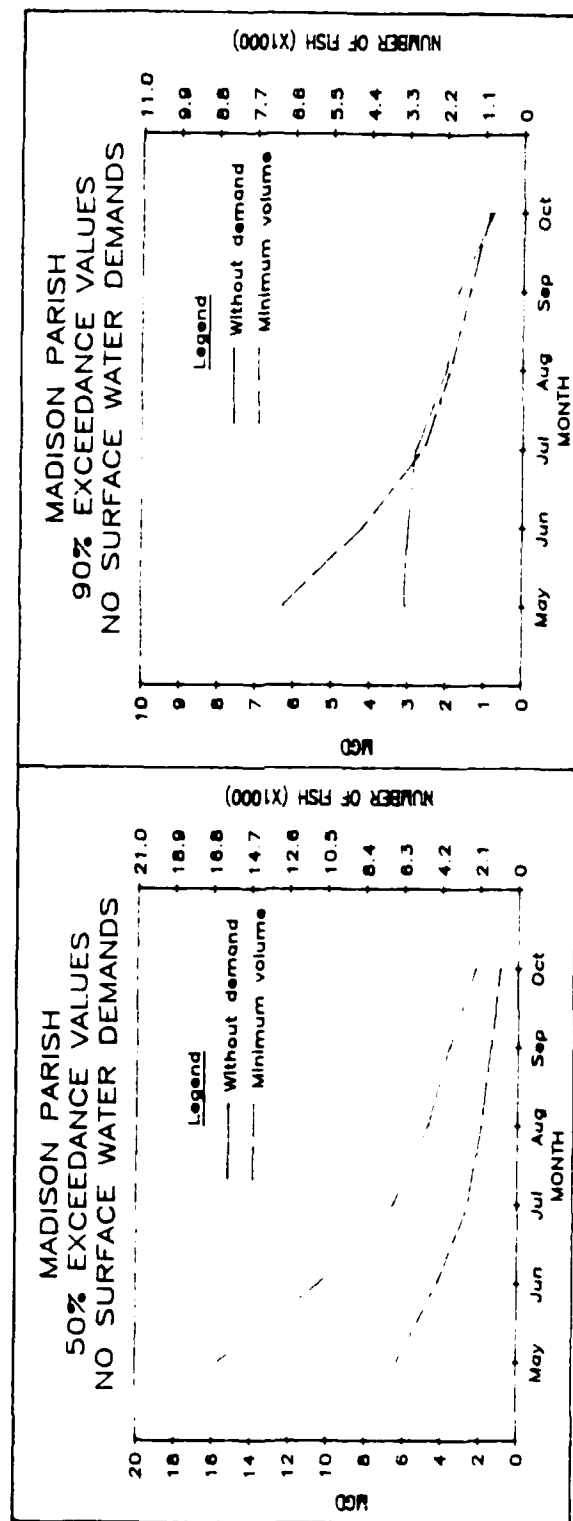 MADISON PARISH
50% EXCEEDANCE VALUES
NO SURFACE WATER DEMANDS
Legend
Without demand
Minimum volume
MGD
20
18
16
14
12
10
8
6
4
2
0
NUMBER OF FISH (X1000)
21.0
18.9
16.8
14.7
12.6
10.5
8.4
6.3
4.2
2.1
0
May Jun Jul Aug Sep Oct
MONTH
MADISON PARISH
90% EXCEEDANCE VALUES
NO SURFACE WATER DEMANDS
Legend
Without demand
Minimum volume
MGD
10
9
8
7
6
5
4
3
2
1
0
NUMBER OF FISH (X1000)
11.0
9.9
8.8
7.7
6.6
5.5
4.4
3.3
2.2
1.1
0
May Jun Jul Aug Sep Oct
MONTH